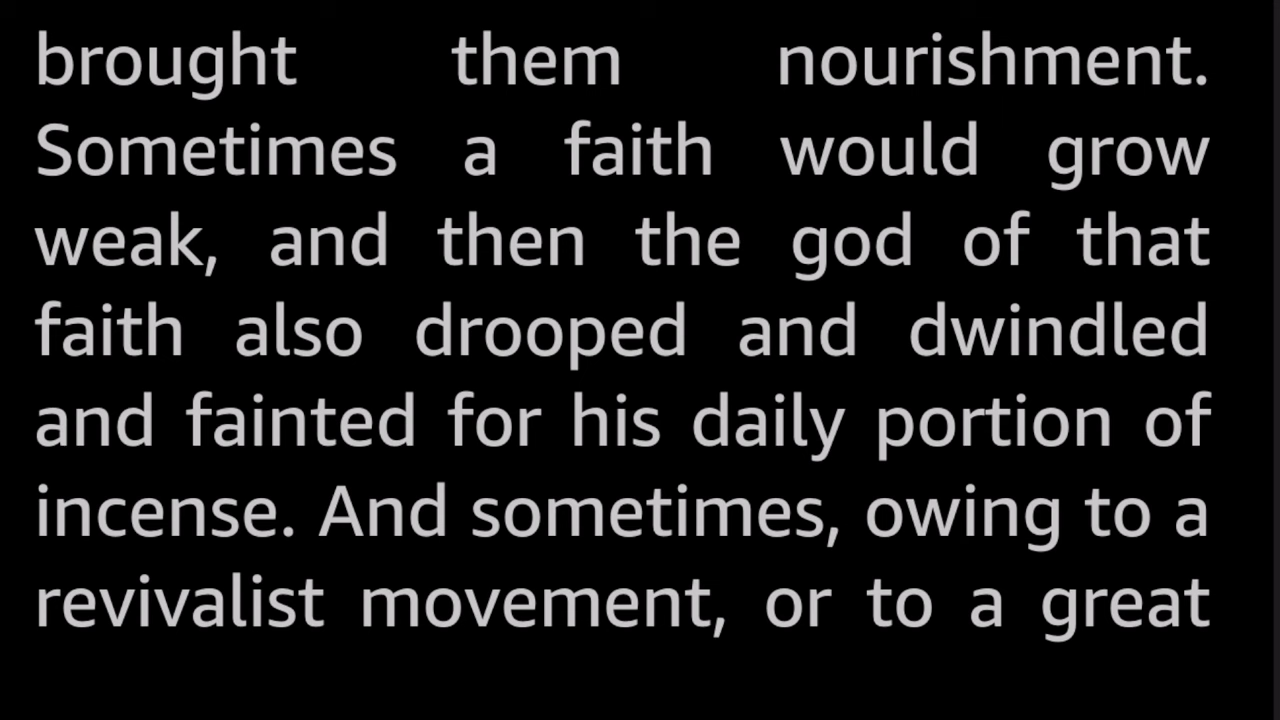 brought them nourishment.
Sometimes a faith would grow
weak, and then the god of that
faith also drooped and dwindled
and fainted for his daily portion of
incense. And sometimes, owing to a
revivalist movement, or to a great